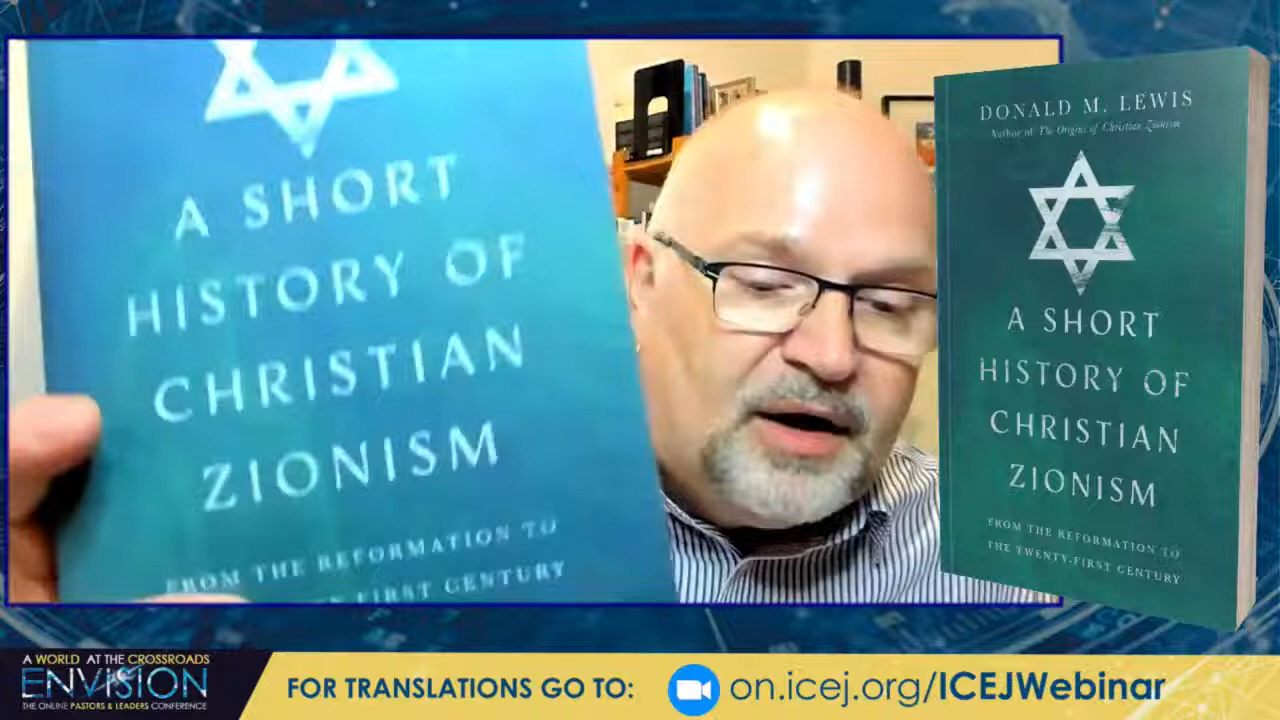 A SHORT
HISTORY OF
CHRISTIAN
ZIONISM
FROM THE REFORMATION TO
FIRST CENTURY
DONALD M. LEWIS
Author of The Origins of Christian Zionism
A SHORT
HISTORY OF
CHRISTIAN
ZIONISM
FROM THE REFORMATION TO
THE TWENTY-FIRST CENTURY
A WORLD AT THE CROSSROADS
ENVISION
THE ONLINE PASTORS & LEADERS CONFERENCE
FOR TRANSLATIONS GO TO:
on.icej.org/ICEJWebinar